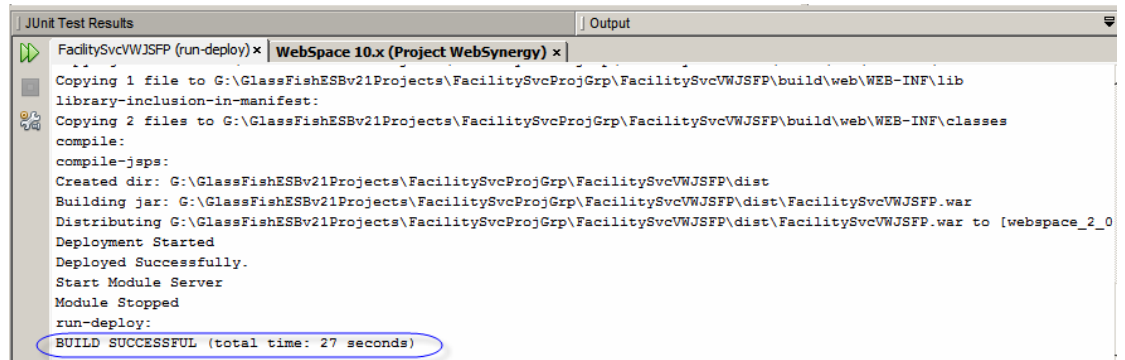 JUnit Test Results
Output
FacilitySvcVWJSFP (run-deploy) × WebSpace 10.x (Project WebSynergy) ×
Copying 1 file to G:\GlassFishESBv21Projects\FacilitySvcProjGrp\FacilitySvcVWJSFP\build\web\WEB-INF\lib
library-inclusion-in-manifest:
Copying 2 files to G:\GlassFishESBv21Projects\FacilitySvcProjGrp\FacilitySvcVWJSFP\build\web\WEB-INF\classes
compile:
compile-jsps:
Created dir: G:\GlassFishESBv21Projects\FacilitySvcProjGrp\FacilitySvcVWJSFP\dist
Building jar: G:\GlassFishESBv21Projects\FacilitySvcProjGrp\FacilitySvcVWJSFP\dist\FacilitySvcVWJSFP.war
Distributing G:\GlassFishESBv21Projects\FacilitySvcProjGrp\FacilitySvcVWJSFP\dist\FacilitySvcVWJSFP.war to [webspace_2_0
Deployment Started
Deployed Successfully.
Start Module Server
Module Stopped
run-deploy:
BUILD SUCCESSFUL (total time: 27 seconds)